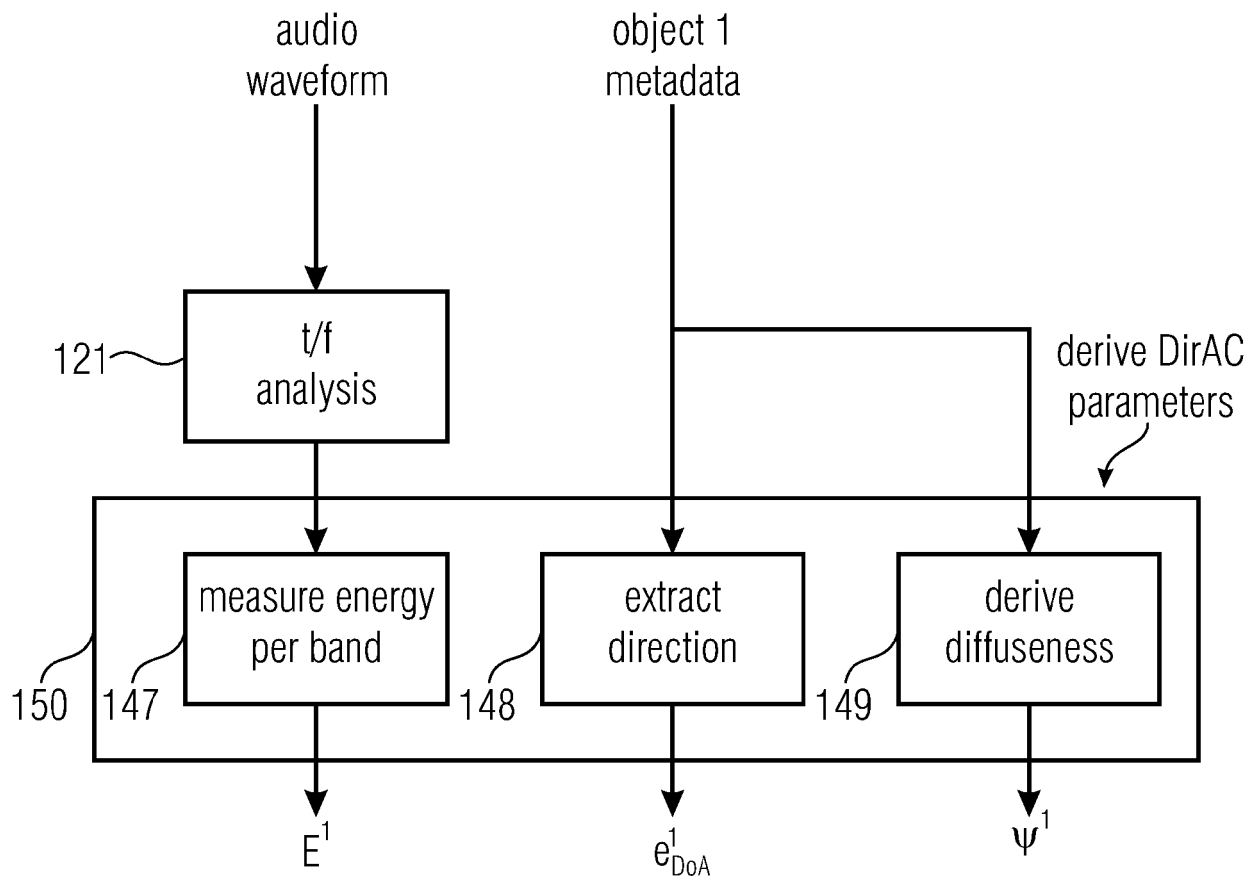 audio
waveform
object 1
metadata
t/f
analysis
121
derive DirAC
parameters
measure energy
per band
extract
direction
derive
diffuseness
150
147
148
149
E¹
e¹DoA
ψ¹